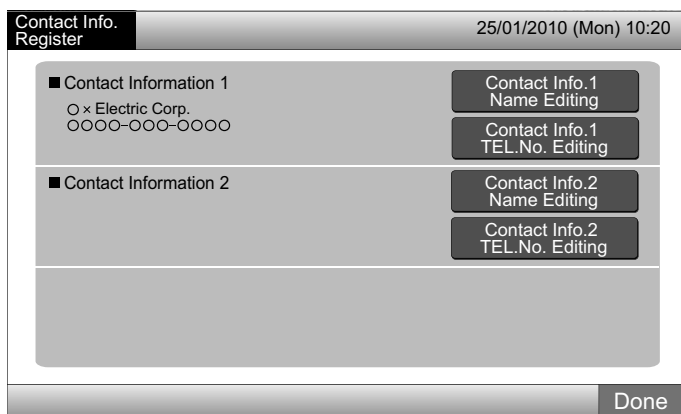 Contact Info.
Register
25/01/2010 (Mon) 10:20
■ Contact Information 1
○ × Electric Corp.
○○○○-○○○-○○○○
Contact Info.1
Name Editing
Contact Info.1
TEL.No. Editing
■ Contact Information 2
Contact Info.2
Name Editing
Contact Info.2
TEL.No. Editing
Done